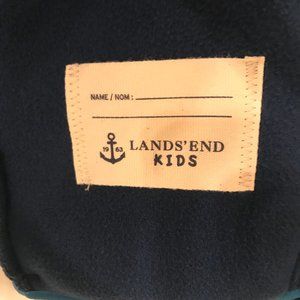 NAME / NOM :
19 63 LANDS' END
KIDS